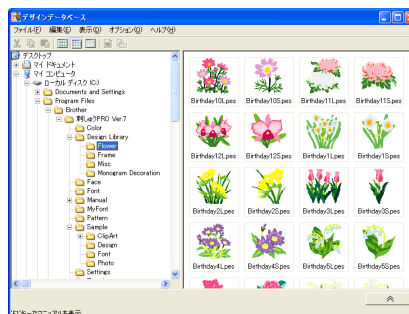 デザインデータベース
ファイル(F) 編集(E) 表示(D) オプション(O) ヘルプ(H)
デスクトップ
マイ ドキュメント
マイ コンピュータ
ローカル ディスク (C:)
Documents and Settings
Program Files
Brother
刺しゅうPRO Ver.7
Color
Design Library
Flower
Frame
Misc
Monogram Decoration
Face
Font
Manual
MyFont
Pattern
Sample
ClipArt
Design
Font
Photo
Settings
Birthday10L.pes Birthday10S.pes Birthday11L.pes Birthday11S.pes
Birthday12L.pes Birthday12S.pes Birthday1L.pes Birthday1S.pes
Birthday2L.pes Birthday2S.pes Birthday3L.pes Birthday3S.pes
Birthday4L.pes Birthday4S.pes Birthday5L.pes Birthday5S.pes